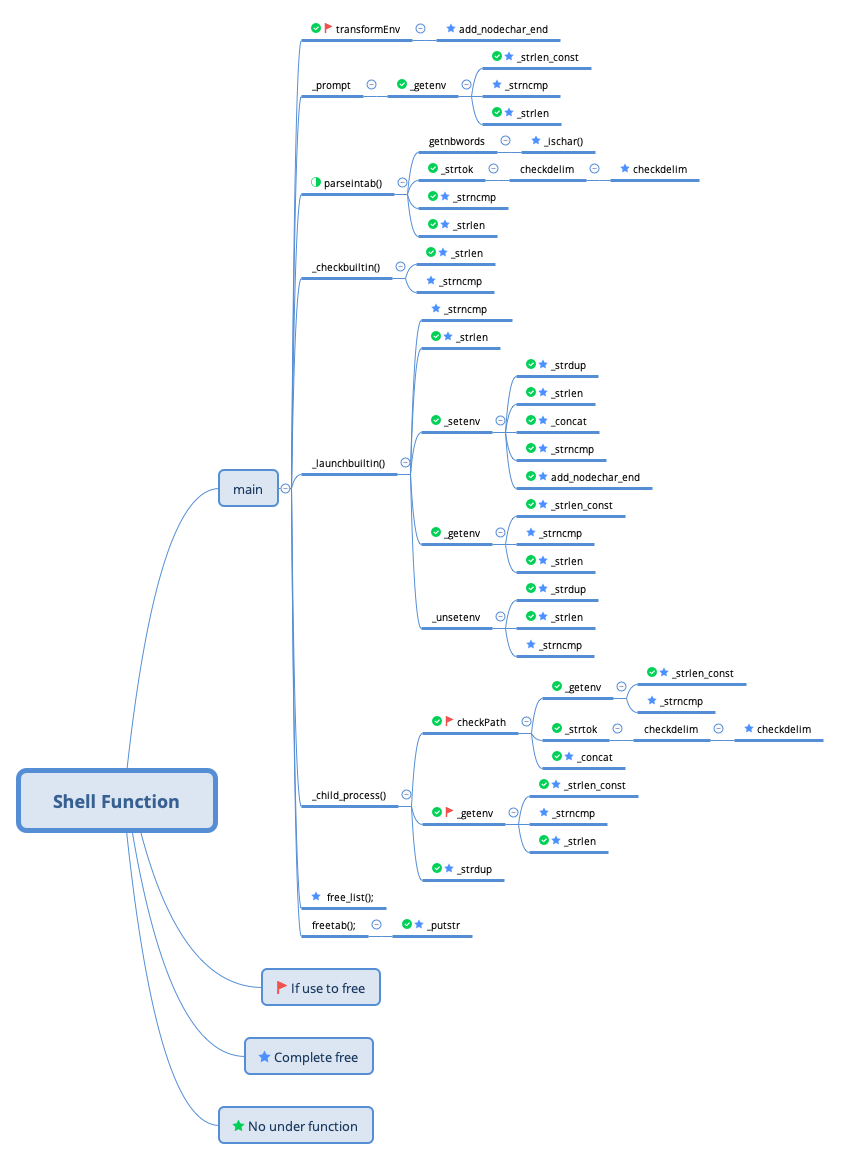 transformEnv
add_nodechar_end
_prompt
_getenv
_strlen_const
_strncmp
_strlen
parseintab()
getnbwords
_ischar()
_strtok
checkdelim
checkdelim
_strncmp
_strlen
_checkbuiltin()
_strlen
_strncmp
_launchbuiltin()
_strncmp
_strlen
_setenv
_strdup
_strlen
_concat
_strncmp
add_nodechar_end
_getenv
_strlen_const
_strncmp
_strlen
_unsetenv
_strdup
_strlen
_strncmp
main
_child_process()
checkPath
_getenv
_strlen_const
_strncmp
_strtok
checkdelim
checkdelim
_concat
_getenv
_strlen_const
_strncmp
_strlen
_strdup
free_list();
freetab();
_putstr
Shell Function
If use to free
Complete free
No under function